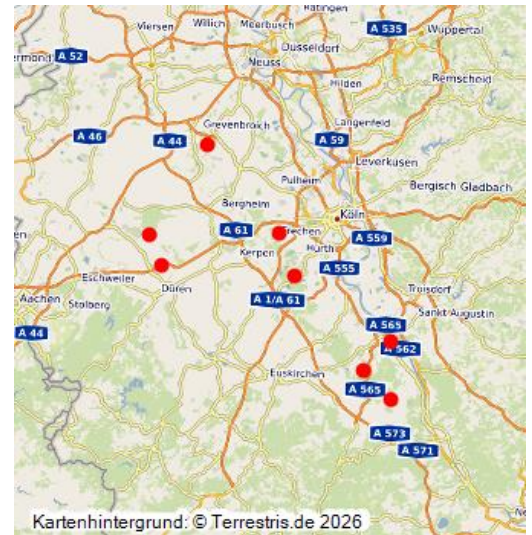 Ratingen
Viersen
Willich
Meerbusch
A 535
Wuppertal
A 52
Düsseldorf
Neuss
Hilden
Remscheid
Grevenbroich
Langenfeld
A 46
A 44
A 59
Leverkusen
Pulheim
Bergisch Gladbach
Bergheim
Köln
A 61
Frechen
A 559
Kerpen
Hürth
A 555
Eschweiler
Düren
Troisdorf
Aachen
Stolberg
A 1/A 61
Sankt Augustin
A 44
A 565
A 562
Euskirchen
A 565
A 573
A 571
Kartenhintergrund: © Terrestris.de 2026